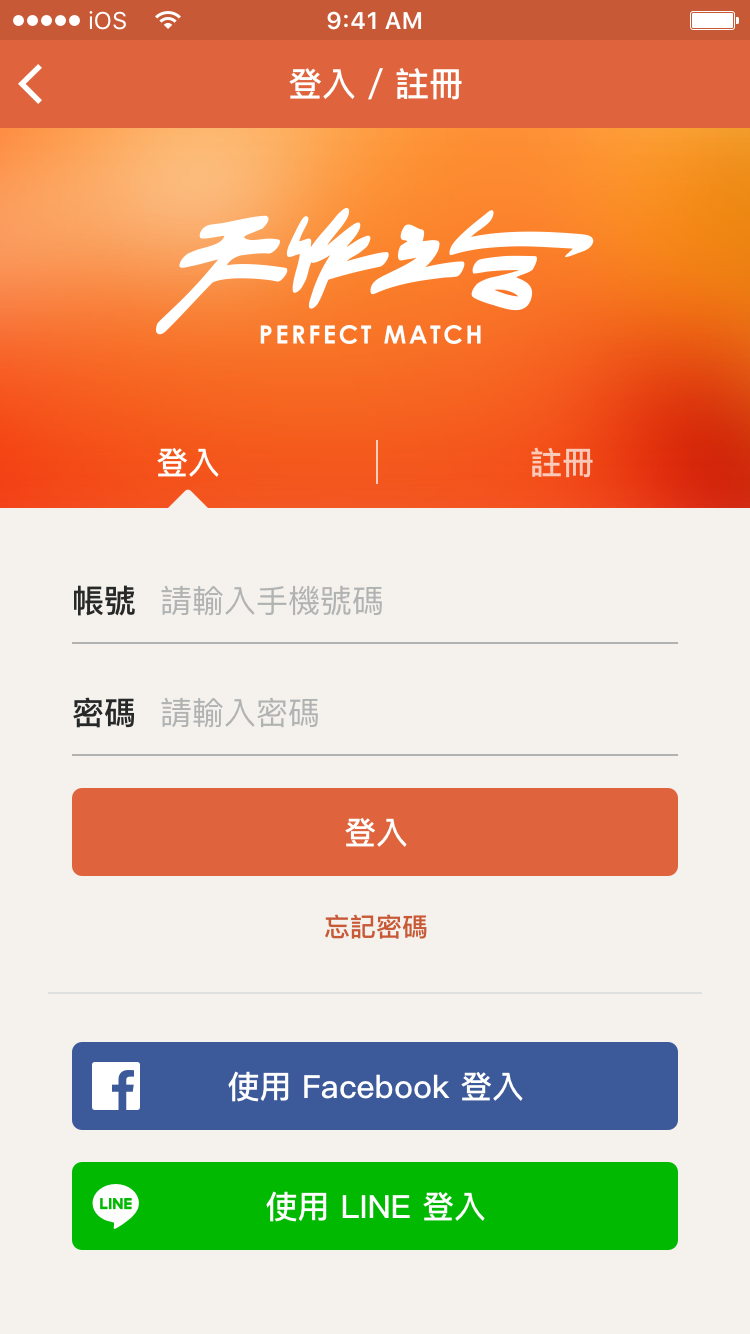 iOS 9:41 AM
登入 / 註冊
天作之合
PERFECT MATCH
登入 註冊
帳號 請輸入手機號碼
密碼 請輸入密碼
登入
忘記密碼
使用 Facebook 登入
LINE 使用 LINE 登入